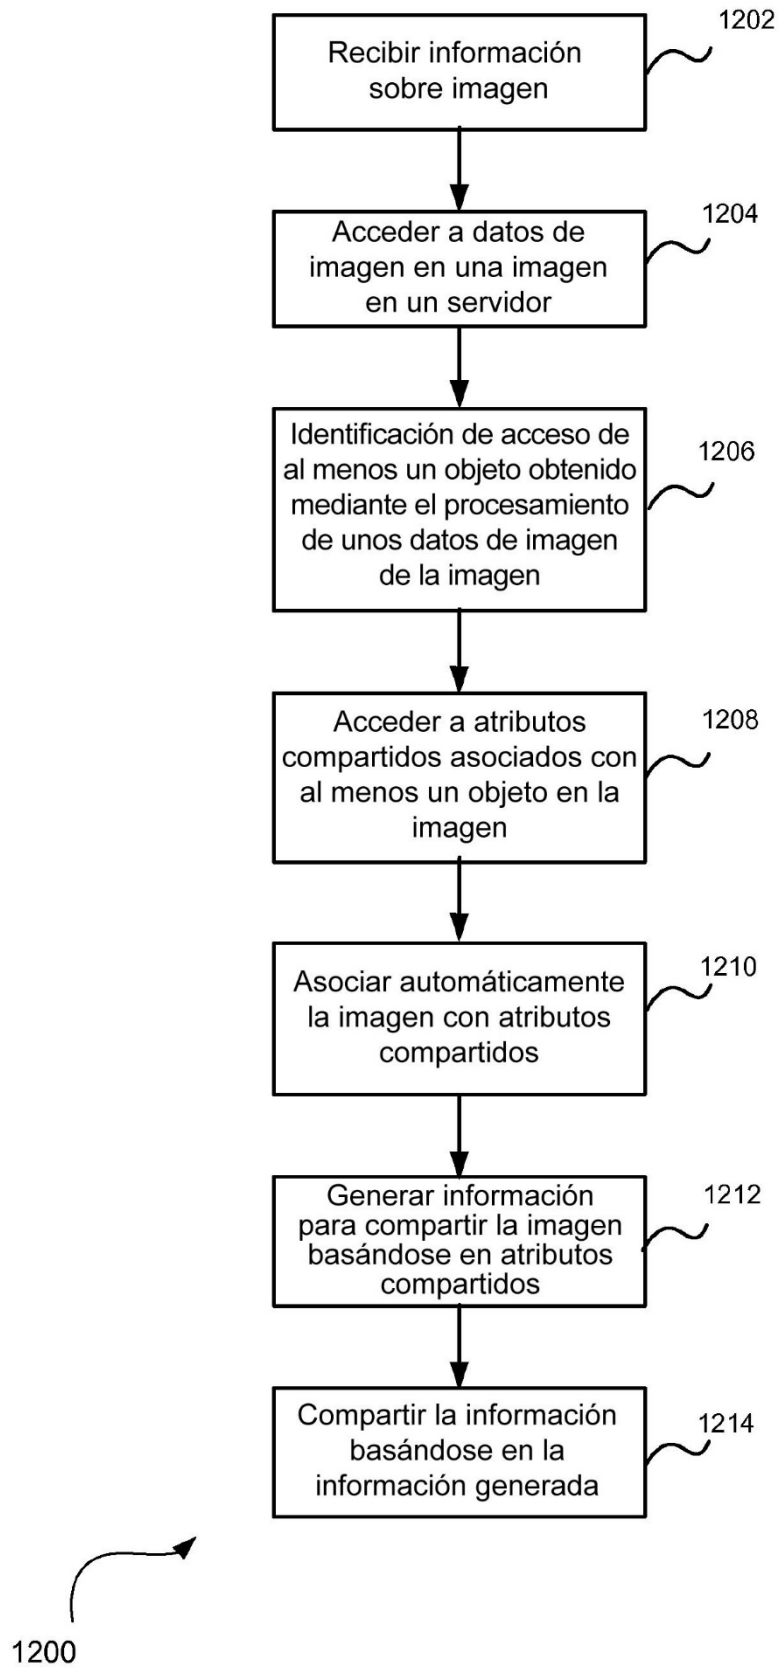 1202
Recibir información
sobre imagen
1204
Acceder a datos de
imagen en una imagen
en un servidor
1206
Identificación de acceso de
al menos un objeto obtenido
mediante el procesamiento
de unos datos de imagen
de la imagen
1208
Acceder a atributos
compartidos asociados con
al menos un objeto en la
imagen
1210
Asociar automáticamente
la imagen con atributos
compartidos
1212
Generar información
para compartir la imagen
basándose en atributos
compartidos
1214
Compartir la información
basándose en la
información generada
1200